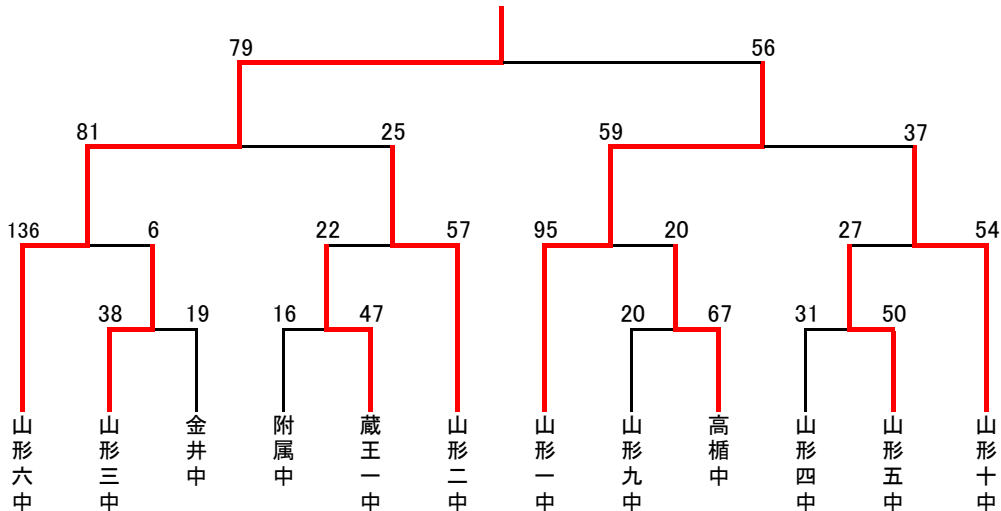 79 56
81 25 59 37
136 6 22 57 95 20 27 54
38 19 16 47 20 67 31 50
山形六中
山形三中
金井中
附属中
蔵王一中
山形二中
山形一中
山形九中
高楯中
山形四中
山形五中
山形十中